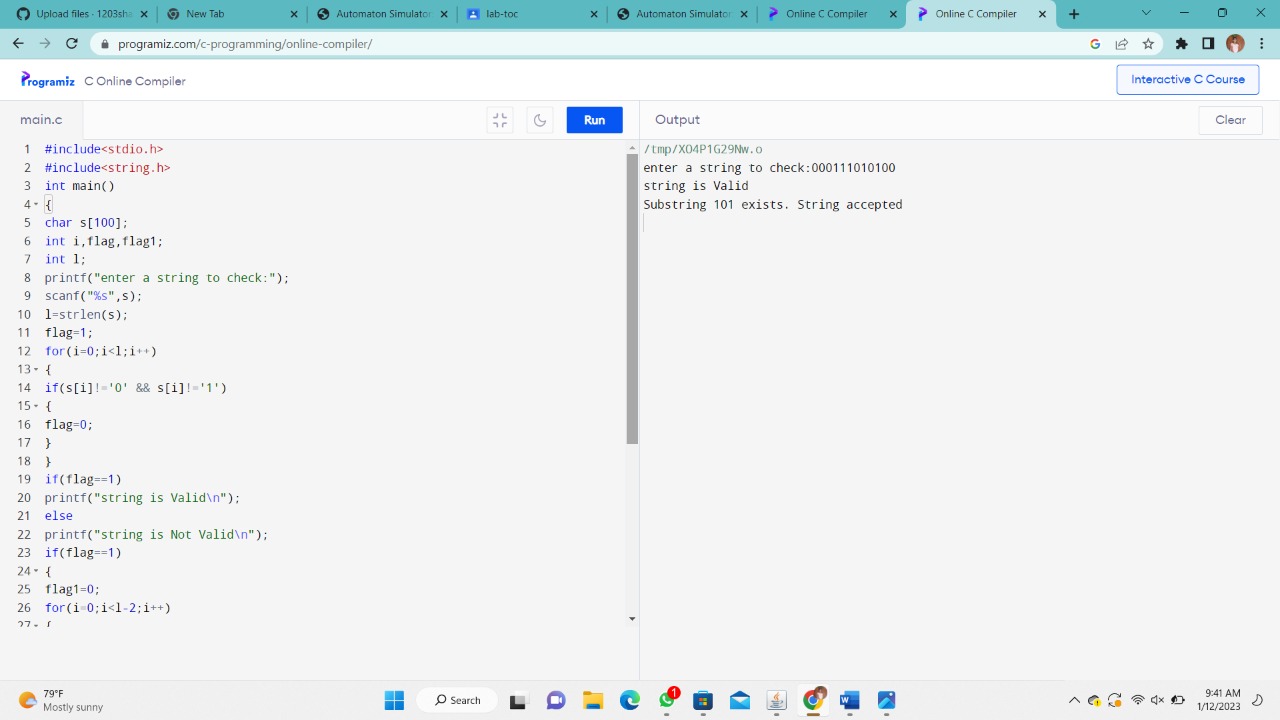 Upload files - 1203sha
New Tab
Automaton Simulator
lab-toc
Automaton Simulator
Online C Compiler
Online C Compiler
programiz.com/c-programming/online-compiler/
Programiz C Online Compiler
Interactive C Course
main.c
Run
Output
Clear
1 #include<stdio.h>
2 #include<string.h>
3 int main()
4 {
5 char s[100];
6 int i,flag,flag1;
7 int l;
8 printf("enter a string to check:");
9 scanf("%s",s);
10 l=strlen(s);
11 flag=1;
12 for(i=0;i<l;i++)
13 {
14 if(s[i]!='0' && s[i]!='1')
15 {
16 flag=0;
17 }
18 }
19 if(flag==1)
20 printf("string is Valid\n");
21 else
22 printf("string is Not Valid\n");
23 if(flag==1)
24 {
25 flag1=0;
26 for(i=0;i<l-2;i++)
27 {
/tmp/XO4P1G29Nw.o
enter a string to check:000111010100
string is Valid
Substring 101 exists. String accepted
79°F
Mostly sunny
Search
1
9:41 AM
1/12/2023